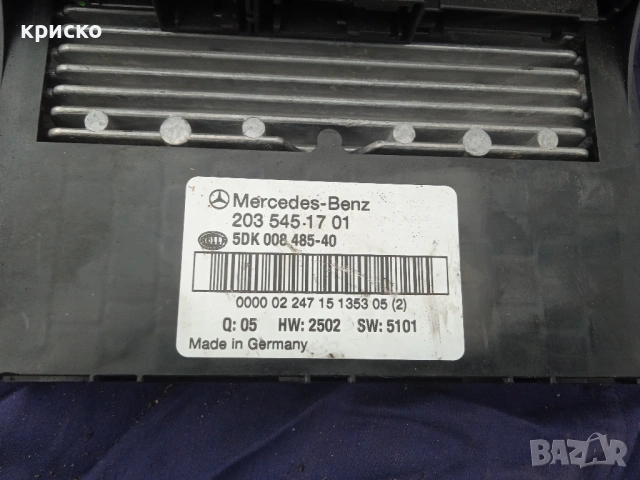 криско
Mercedes-Benz
203 545 17 01
HELLA 5DK 008 485-40
0000 02 247 15 1353 05 (2)
Q: 05 HW: 2502 SW: 5101
Made in Germany
BAZAR